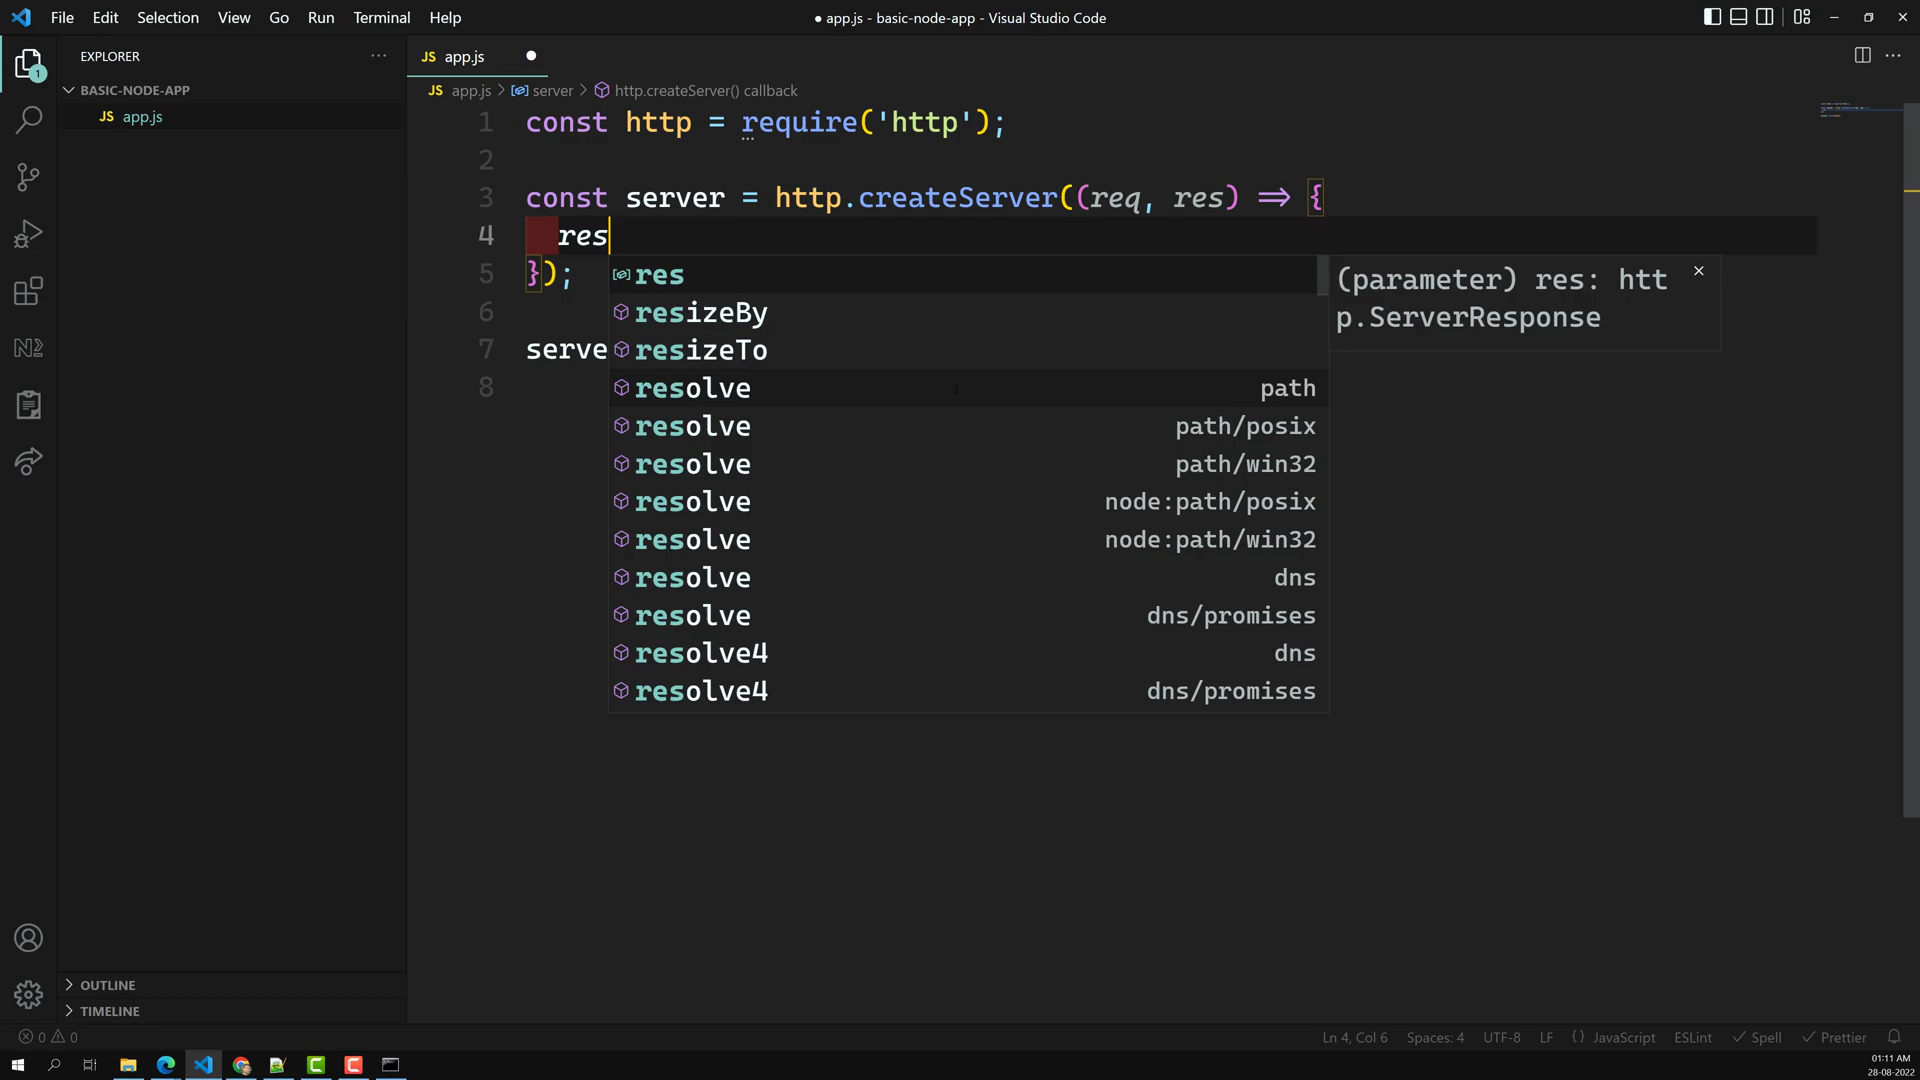 File Edit Selection View Go Run Terminal Help
● app.js - basic-node-app - Visual Studio Code
EXPLORER
BASIC-NODE-APP
JS app.js
1
JS app.js
JS app.js > server > http.createServer() callback
1 const http = require('http');
2
3 const server = http.createServer((req, res) => {
4 res
5 });
6
7 serve
8
res
resizeBy
resizeTo
resolve path
resolve path/posix
resolve path/win32
resolve node:path/posix
resolve node:path/win32
resolve dns
resolve dns/promises
resolve4 dns
resolve4 dns/promises
(parameter) res: htt
p.ServerResponse
OUTLINE
TIMELINE
0 0
Ln 4, Col 6 Spaces: 4 UTF-8 LF {} JavaScript ESLint ✓ Spell ✓ Prettier
01:11 AM
28-08-2022